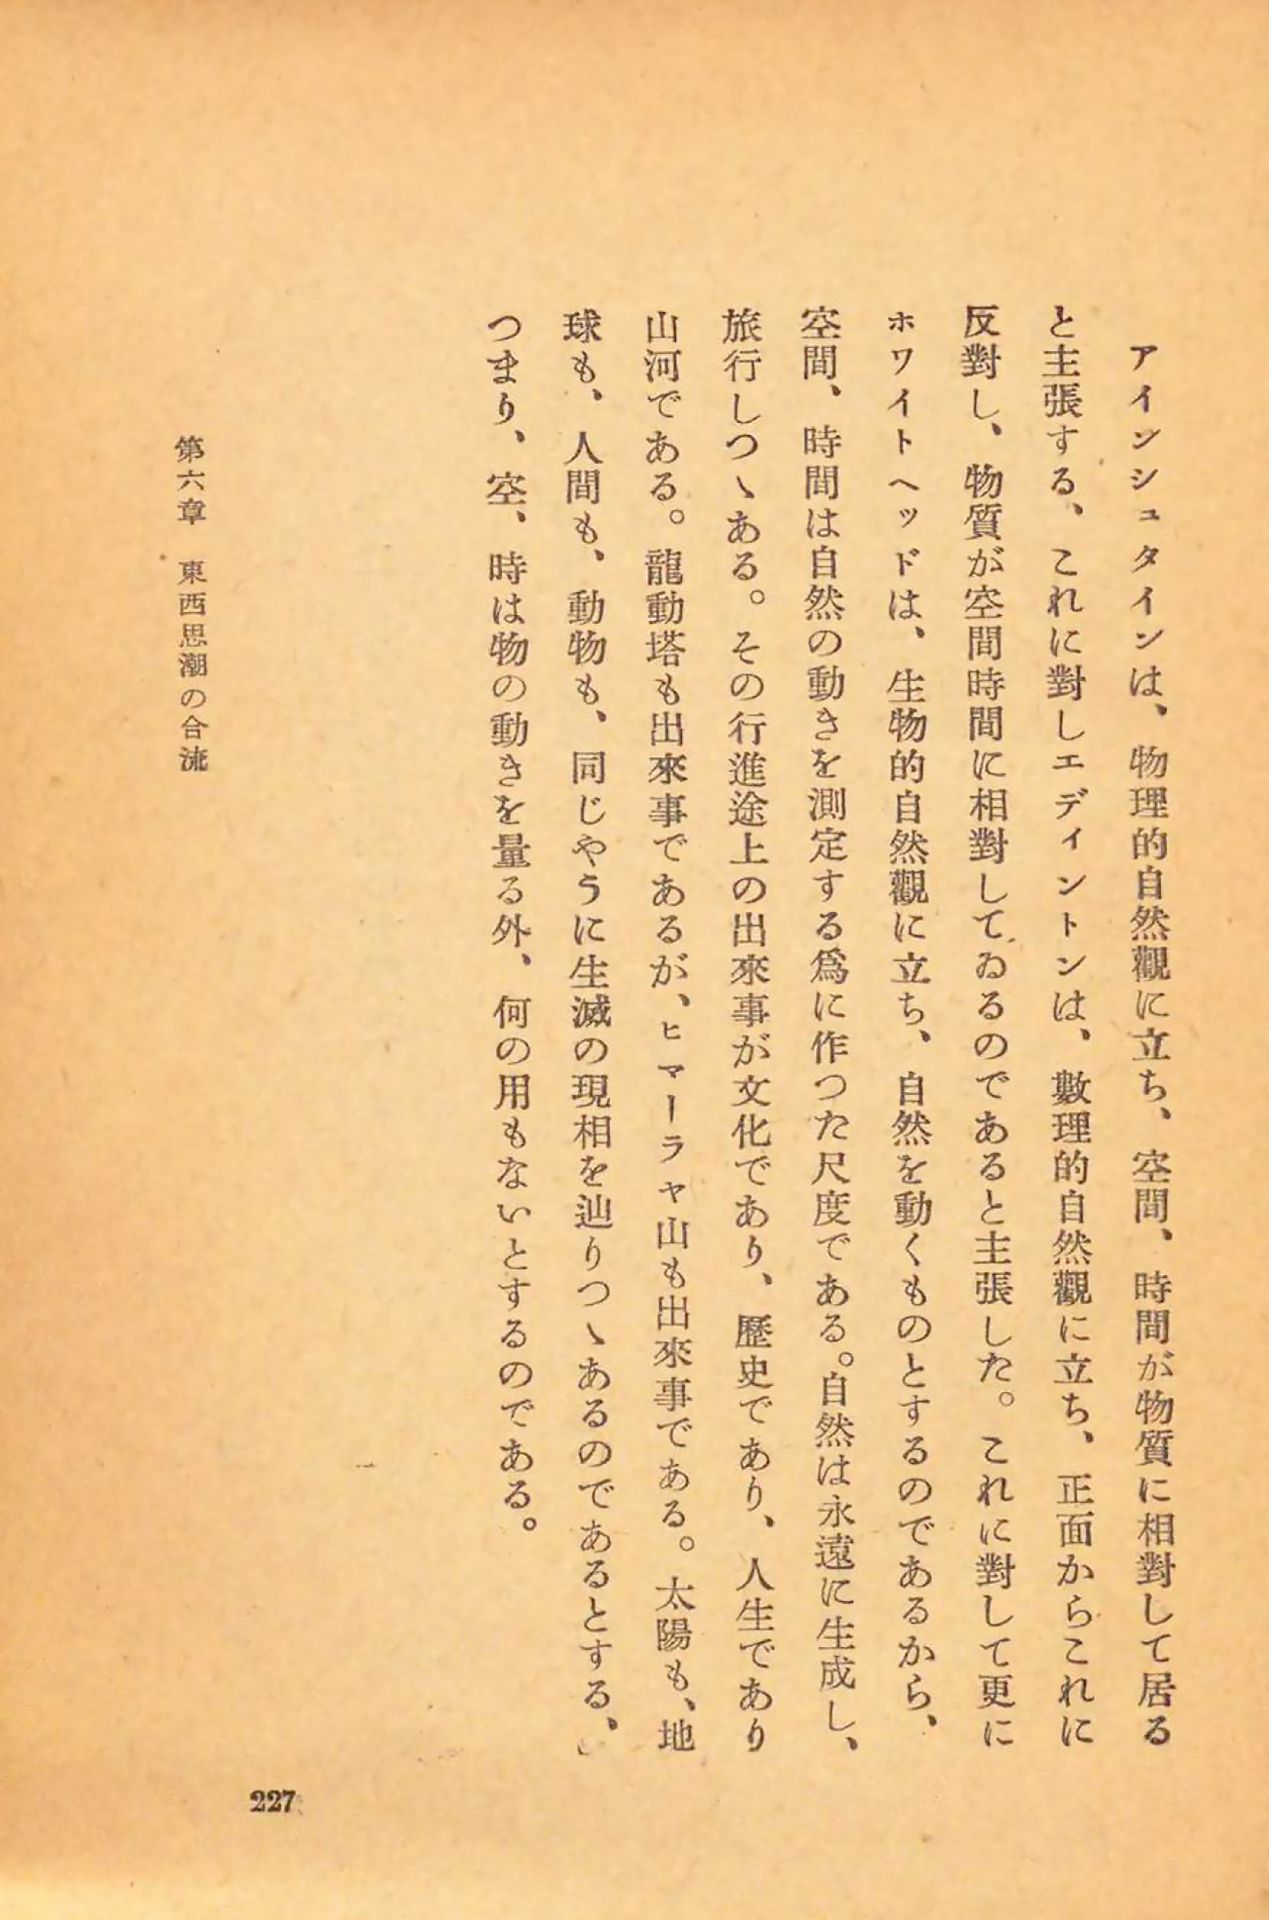 アインシュタインは、物理的自然觀に立ち、空間、時間が物質に相對して居る
と主張する、これに對しエディントンは、數理的自然觀に立ち、正面からこれに
反對し、物質が空間時間に相對してゐるのであると主張した。これに對して更に
ホワイトヘッドは、生物的自然觀に立ち、自然を動くものとするのであるから、
空間、時間は自然の動きを測定する爲に作つた尺度である。自然は永遠に生成し、
旅行しつゝある。その行進途上の出來事が文化であり、歷史であり、人生であり
山河である。龍動塔も出來事であるが、ヒマーラヤ山も出來事である。太陽も、地
球も、人間も、動物も、同じやうに生滅の現相を辿りつゝあるのであるとする、
つまり、空、時は物の動きを量る外、何の用もないとするのである。
第六章　東西思潮の合流
227